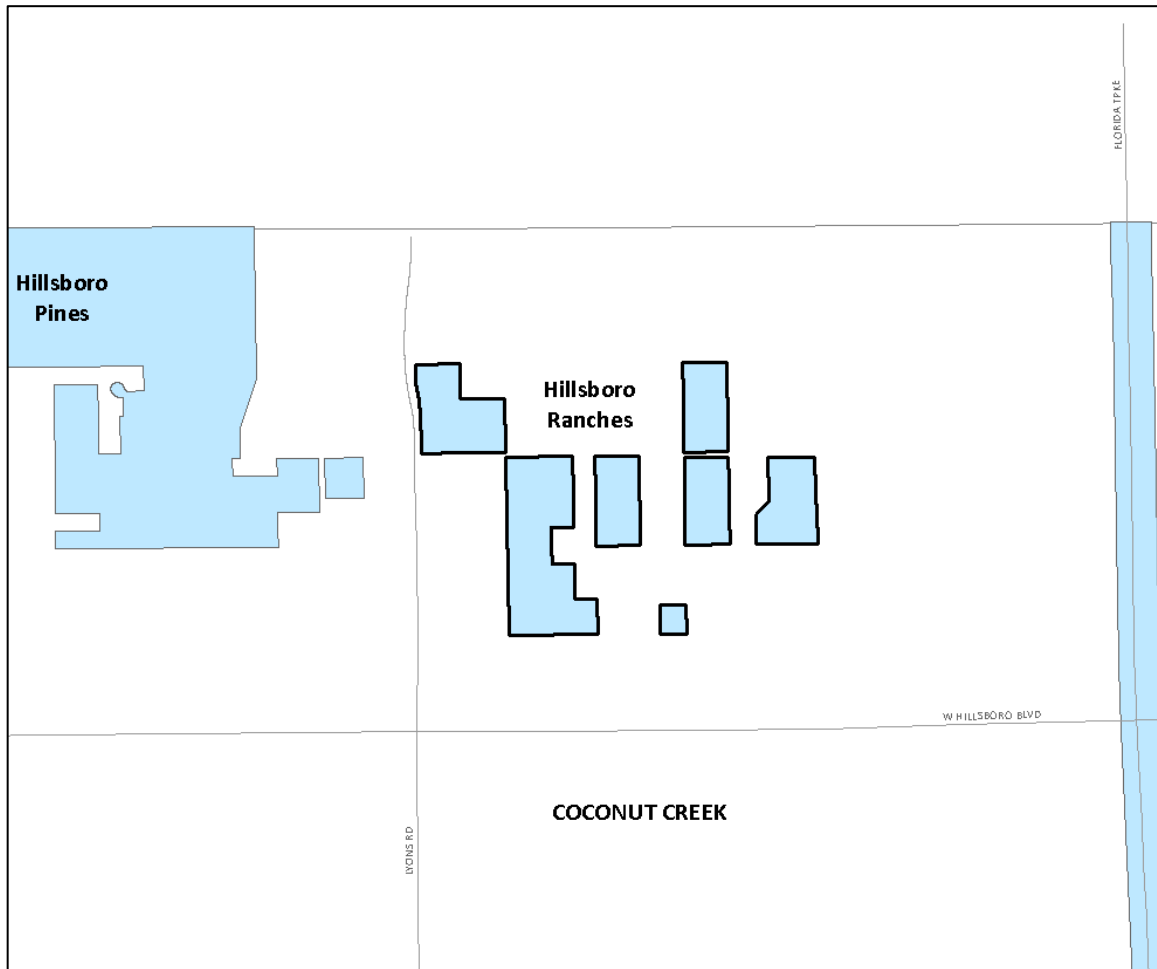 FLORIDA TPKE
Hillsboro
Pines
Hillsboro
Ranches
W HILLSBORO BLVD
COCONUT CREEK
LYONS RD